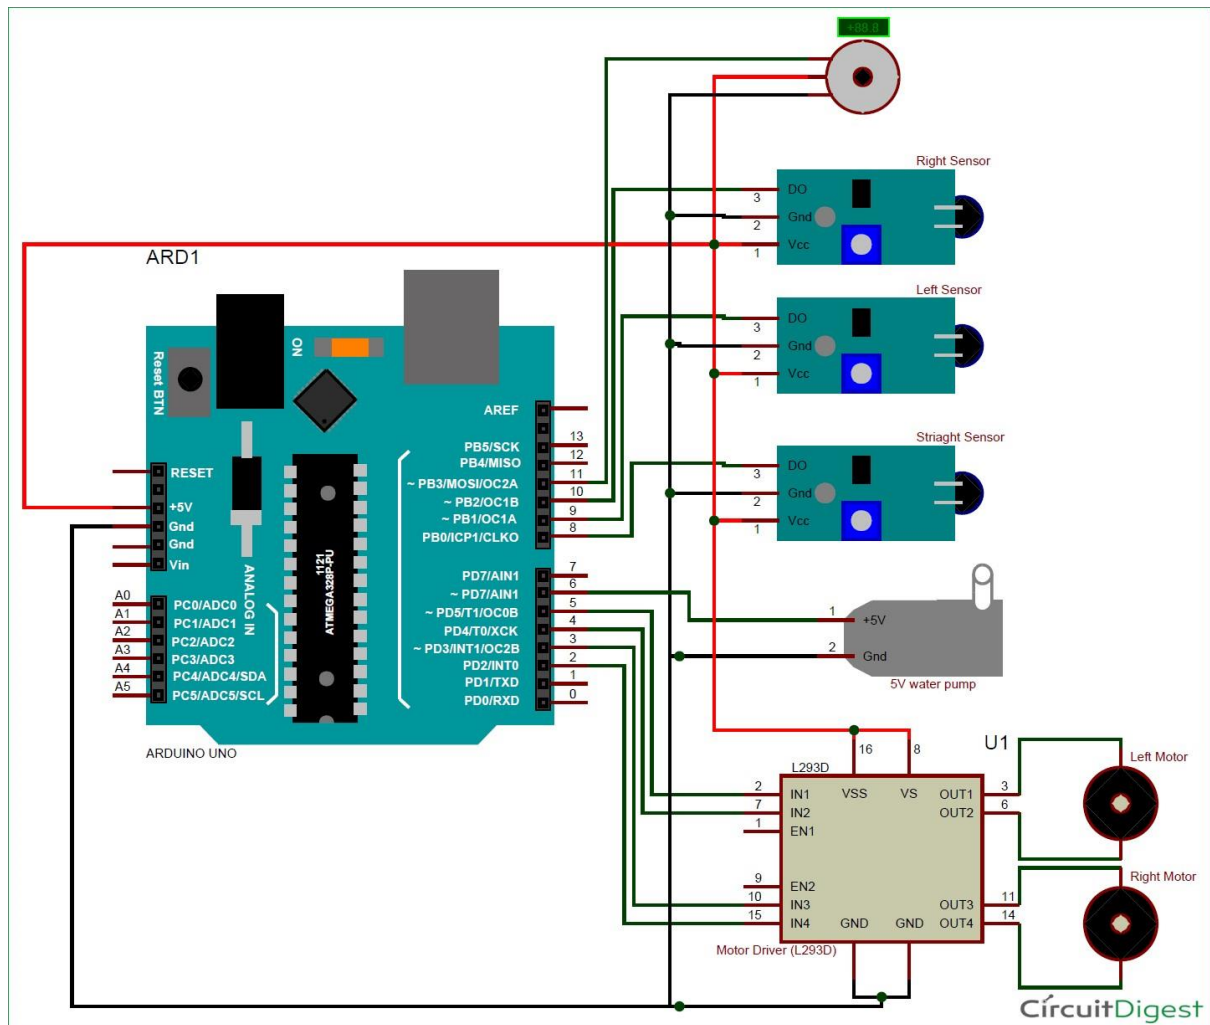 +88.8
Right Sensor
DO
3
Gnd
2
Vcc
1
ARD1
Left Sensor
DO
3
Gnd
2
Vcc
1
Reset BTN
ON
AREF
PB5/SCK 13
PB4/MISO 12
~ PB3/MOSI/OC2A 11
~ PB2/OC1B 10
~ PB1/OC1A 9
PB0/ICP1/CLKO 8
Striaght Sensor
DO
3
Gnd
2
Vcc
1
RESET
+5V
Gnd
Gnd
Vin
ANALOG IN
1121
ATMEGA328P-PU
PD7/AIN1 7
~ PD7/AIN1 6
~ PD5/T1/OC0B 5
PD4/T0/XCK 4
~ PD3/INT1/OC2B 3
PD2/INT0 2
PD1/TXD 1
PD0/RXD 0
A0 PC0/ADC0
A1 PC1/ADC1
A2 PC2/ADC2
A3 PC3/ADC3
A4 PC4/ADC4/SDA
A5 PC5/ADC5/SCL
ARDUINO UNO
1 +5V
2 Gnd
5V water pump
U1
L293D
16 8
VSS VS
2 IN1
7 IN2
1 EN1
9 EN2
10 IN3
15 IN4
OUT1 3
OUT2 6
OUT3 11
OUT4 14
GND GND
Motor Driver (L293D)
Left Motor
Right Motor
CircuitDigest